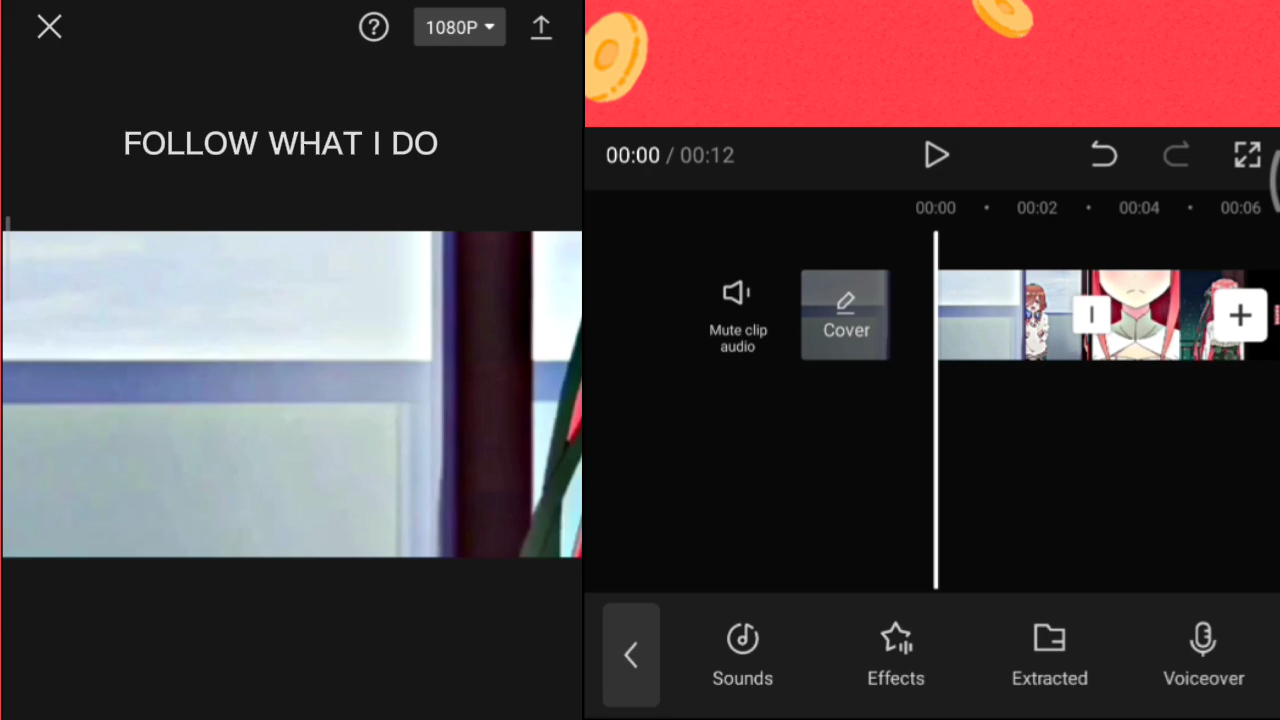 ?
1080P
FOLLOW WHAT I DO
00:00 / 00:12
00:00 • 00:02 • 00:04 • 00:06
Mute clip
audio
Cover
Sounds
Effects
Extracted
Voiceover